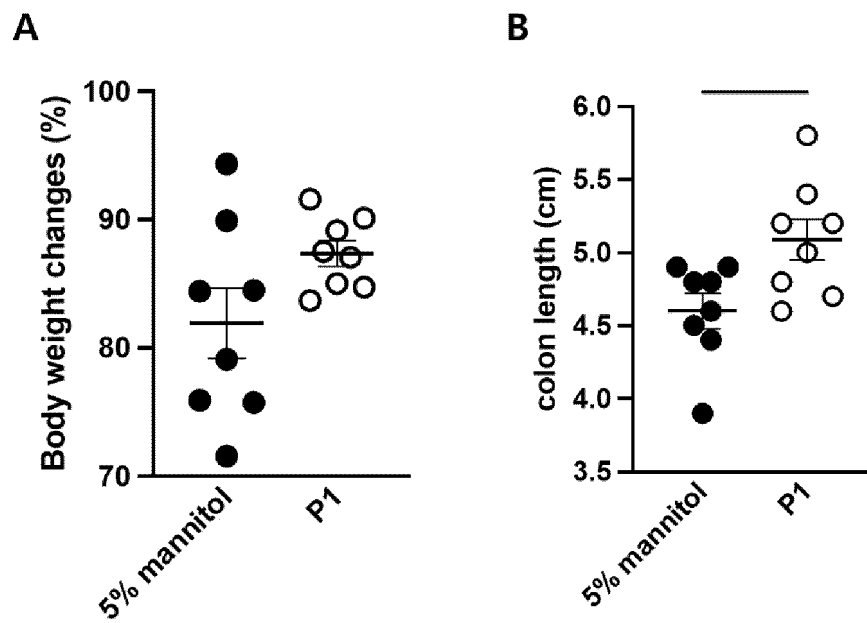 A
Body weight changes (%)
100
90
80
70
5% mannitol
P1
B
colon length (cm)
6.0
5.5
5.0
4.5
4.0
3.5
5% mannitol
P1